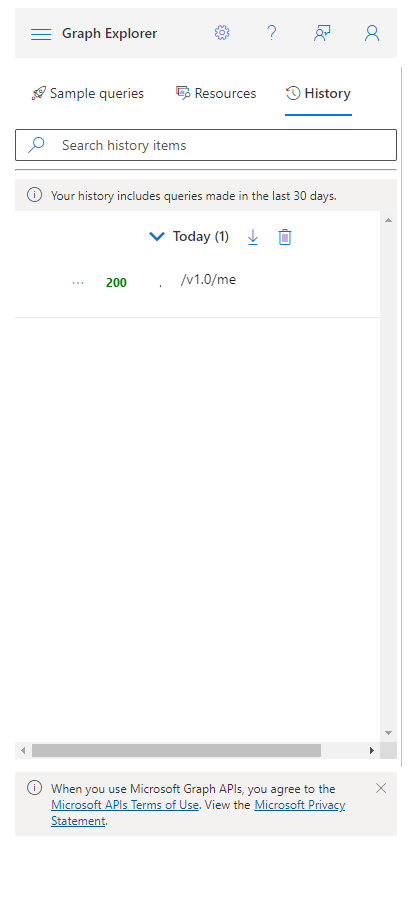 Graph Explorer
Sample queries Resources History
Search history items
Your history includes queries made in the last 30 days.
Today (1)
... 200 . /v1.0/me
When you use Microsoft Graph APIs, you agree to the
Microsoft APIs Terms of Use. View the Microsoft Privacy
Statement.